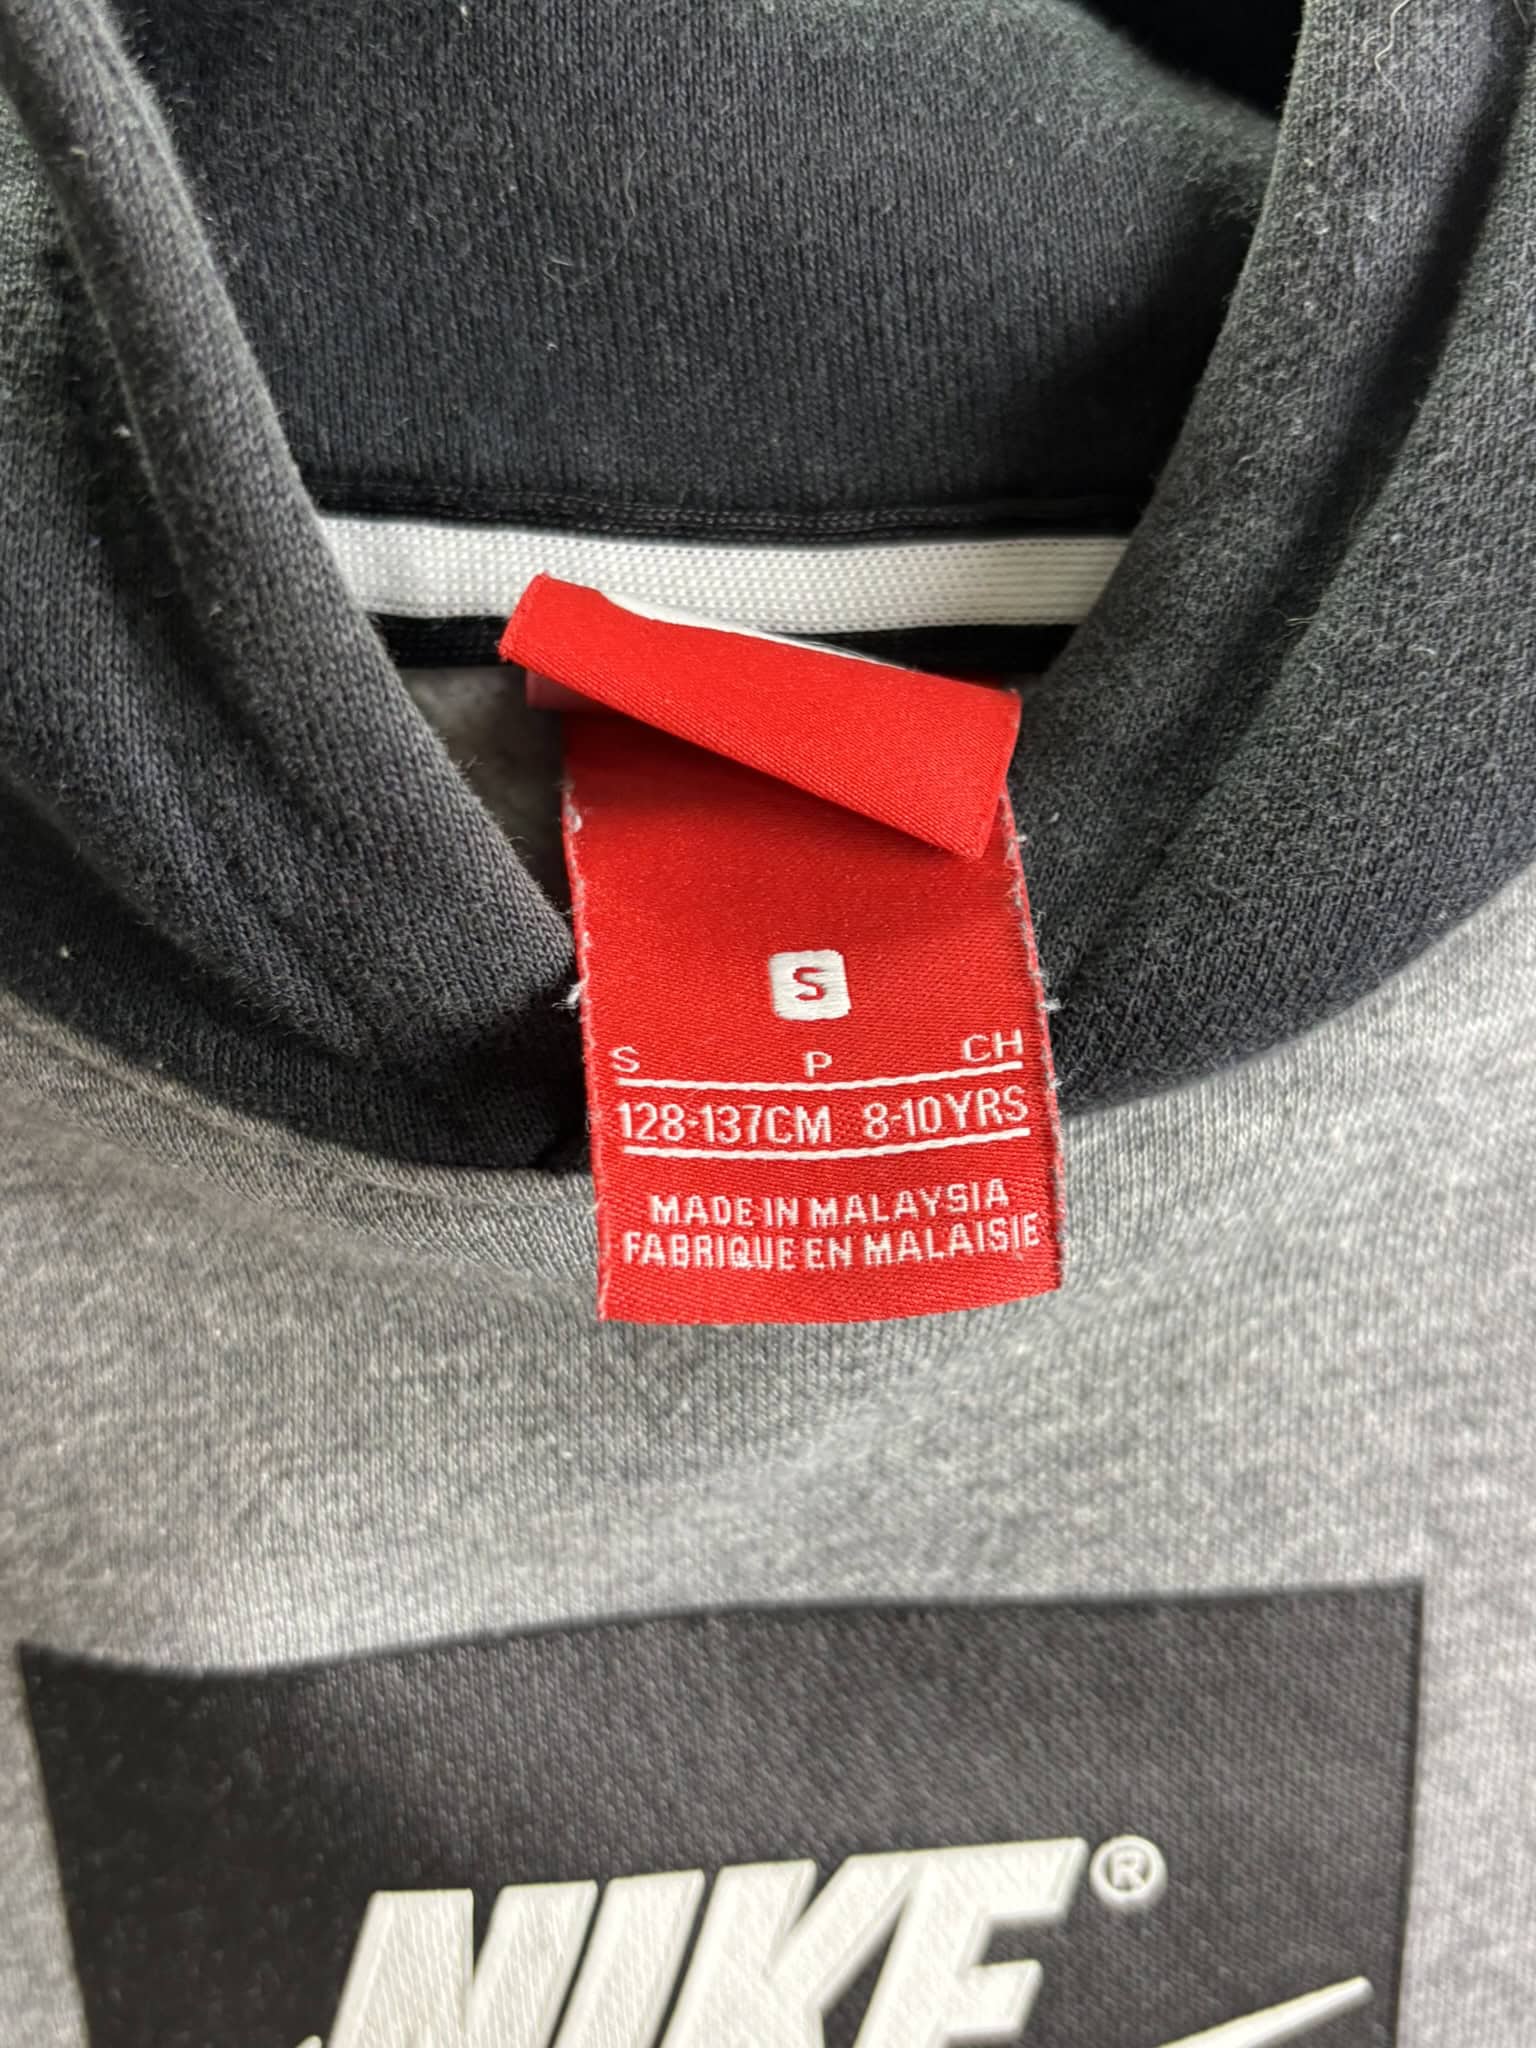 S
S P CH
128-137CM 8-10YRS
MADE IN MALAYSIA
FABRIQUE EN MALAISIE
NIKE®